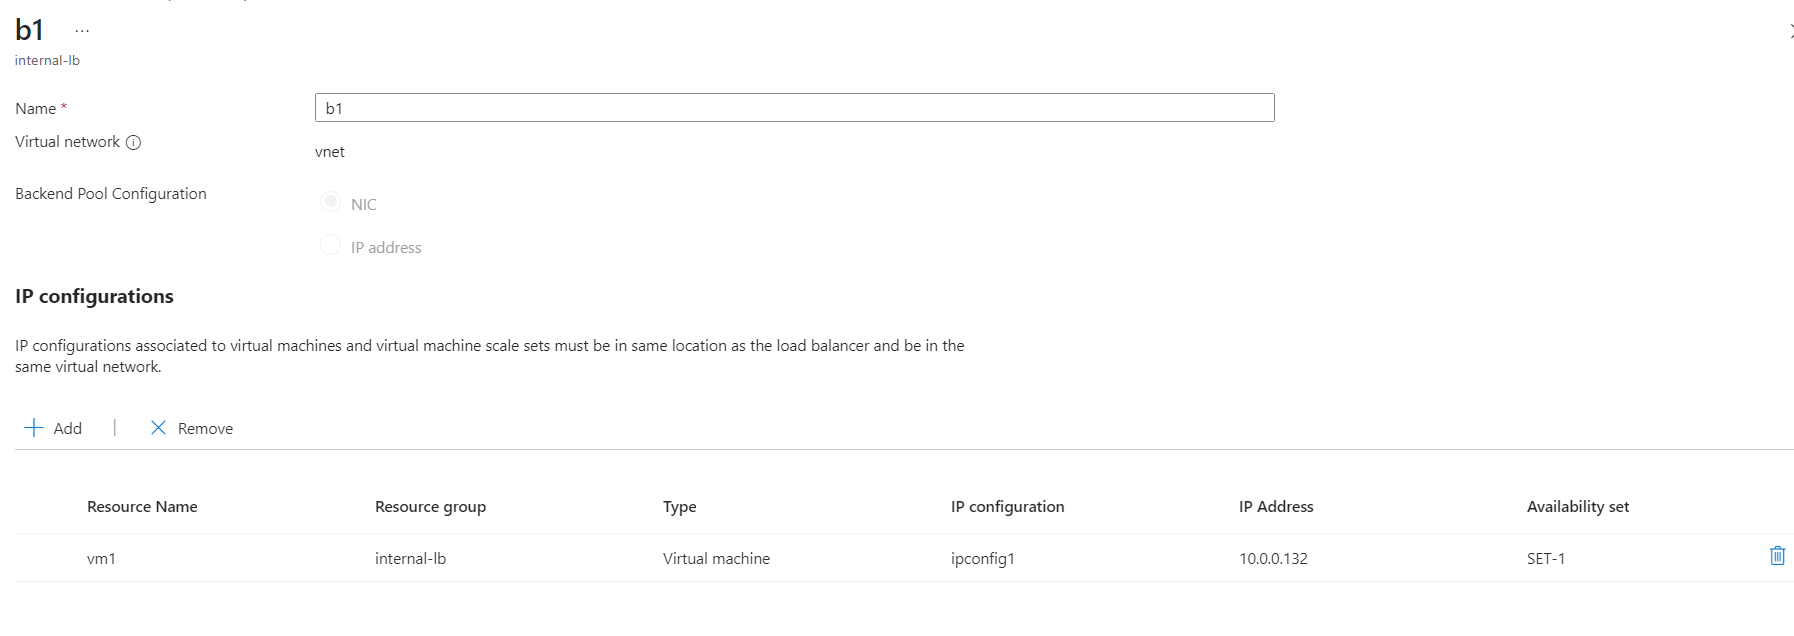 b1 ...
internal-lb
Name *
b1
Virtual network
vnet
Backend Pool Configuration
NIC
IP address
IP configurations
IP configurations associated to virtual machines and virtual machine scale sets must be in same location as the load balancer and be in the
same virtual network.
Add | Remove
Resource Name Resource group Type IP configuration IP Address Availability set
vm1 internal-lb Virtual machine ipconfig1 10.0.0.132 SET-1